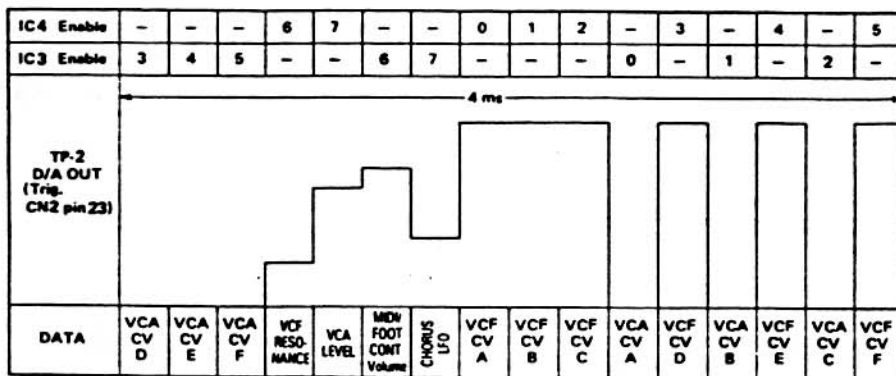 IC4 Enable – – – 6 7 – – 0 1 2 – 3 – 4 – 5
IC3 Enable 3 4 5 – – 6 7 – – – 0 – 1 – 2 –
4 ms
TP-2
D/A OUT
(Trig.
CN2 pin 23)
DATA
VCA
CV
D
VCA
CV
E
VCA
CV
F
VCF
RESO-
NANCE
VCA
LEVEL
MIDI/
FOOT
CONT
Volume
CHORUS
LFO
VCF
CV
A
VCF
CV
B
VCF
CV
C
VCA
CV
A
VCF
CV
D
VCA
CV
B
VCF
CV
E
VCA
CV
C
VCF
CV
F